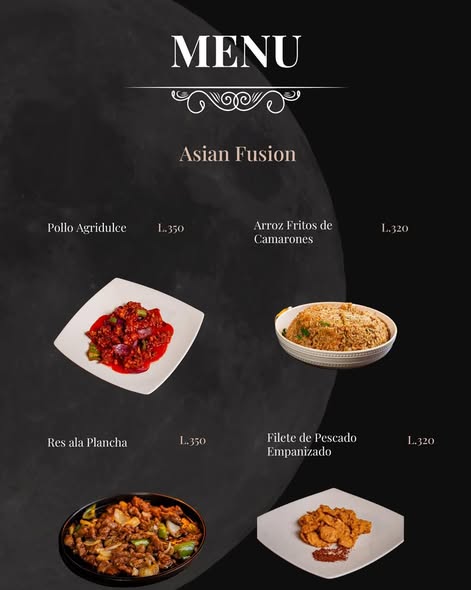 MENU
Asian Fusion
Pollo Agridulce L.350
Arroz Fritos de
Camarones L.320
Res ala Plancha L.350
Filete de Pescado
Empanizado L.320